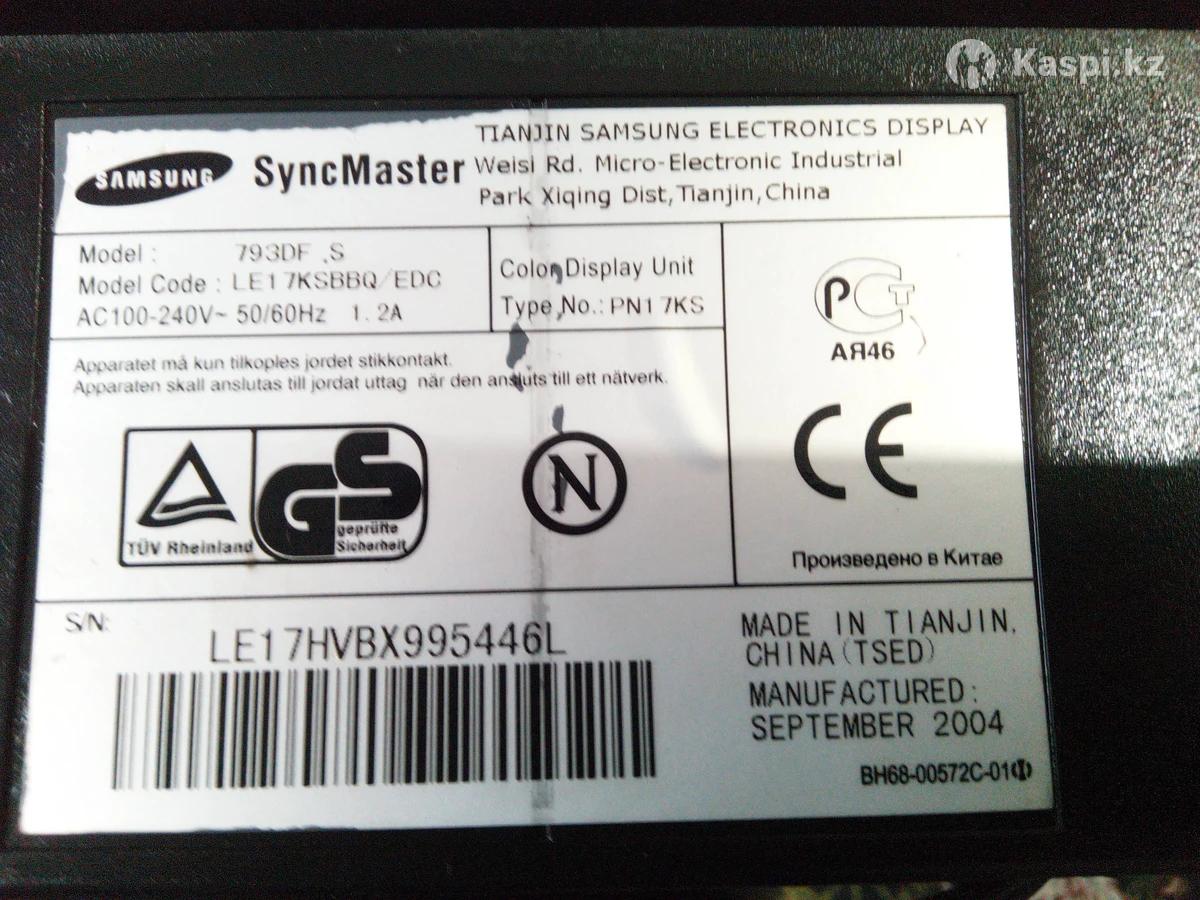 Kaspi.kz
SAMSUNG SyncMaster
TIANJIN SAMSUNG ELECTRONICS DISPLAY
Weisi Rd. Micro-Electronic Industrial
Park Xiqing Dist,Tianjin,China
Model : 793DF ,S
Model Code : LE17KSBBQ/EDC
AC100-240V~ 50/60Hz 1.2A
Color Display Unit
Type No.: PN17KS
Apparatet må kun tilkoples jordet stikkontakt.
Apparaten skall anslutas till jordat uttag när den ansluts till ett nätverk.
РСТ
АЯ46
CE
TÜV Rheinland
GS
geprüfte
Sicherheit
N
Произведено в Китае
S/N:
LE17HVBX995446L
MADE IN TIANJIN,
CHINA(TSED)
MANUFACTURED:
SEPTEMBER 2004
BH68-00572C-01(I)